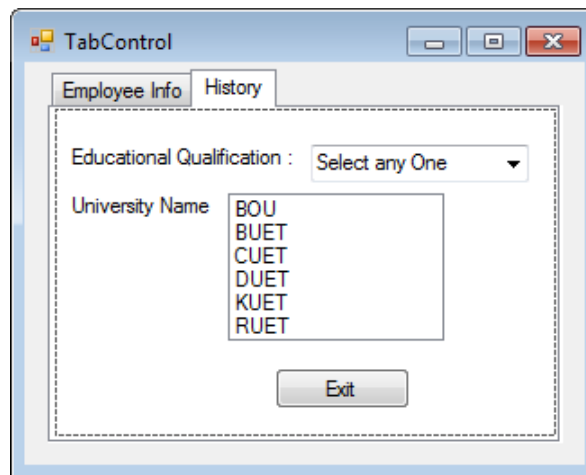 TabControl
Employee Info History
Educational Qualification : Select any One
University Name
BOU
BUET
CUET
DUET
KUET
RUET
Exit